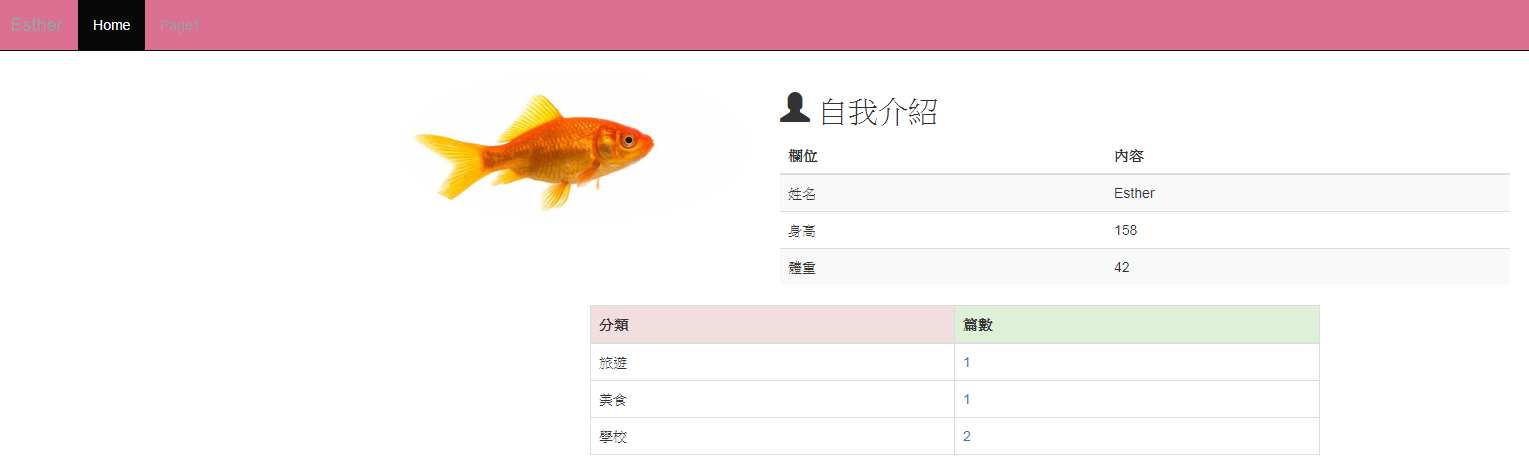 Esther Home Page1
自我介紹
欄位 內容
姓名 Esther
身高 158
體重 42
分類 篇數
旅遊 1
美食 1
學校 2